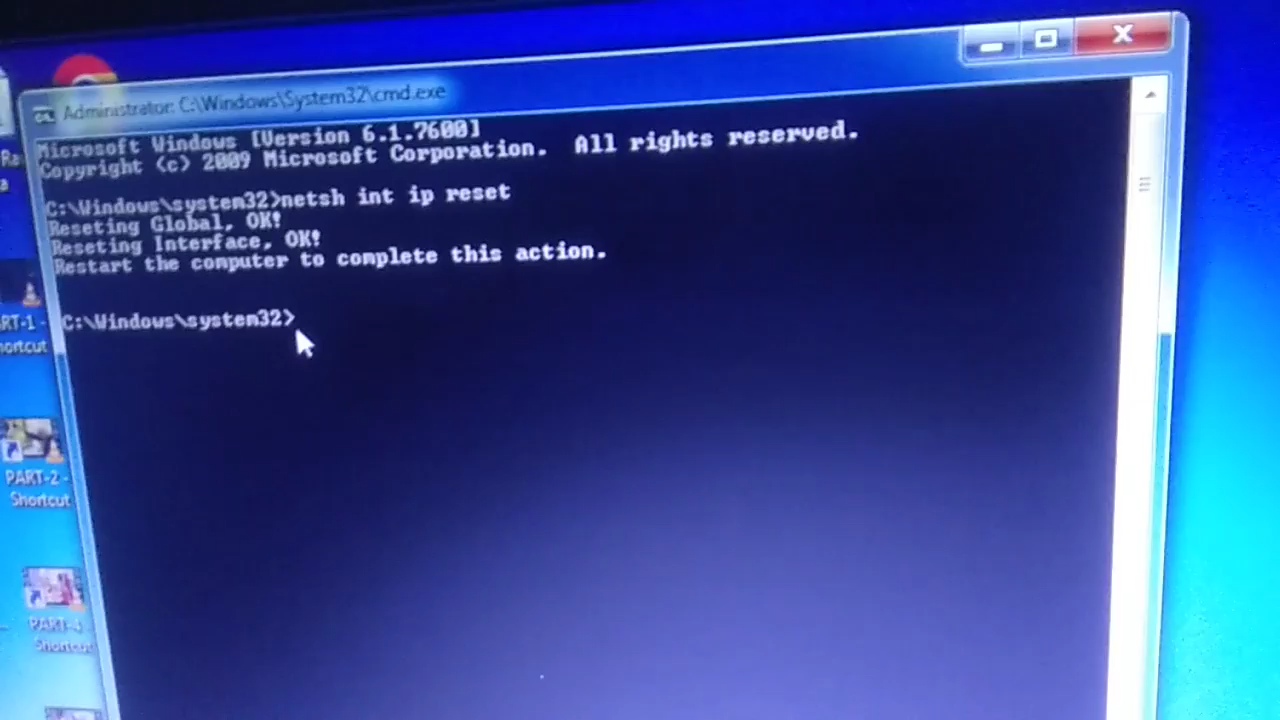 Administrator: C:\Windows\System32\cmd.exe
Microsoft Windows [Version 6.1.7600]
Copyright (c) 2009 Microsoft Corporation.  All rights reserved.
C:\Windows\system32>netsh int ip reset
Reseting Global, OK!
Reseting Interface, OK!
Restart the computer to complete this action.
C:\Windows\system32>
RT-1 -
ortcut
PART-2 -
Shortcut
PART-4 -
Shortcut